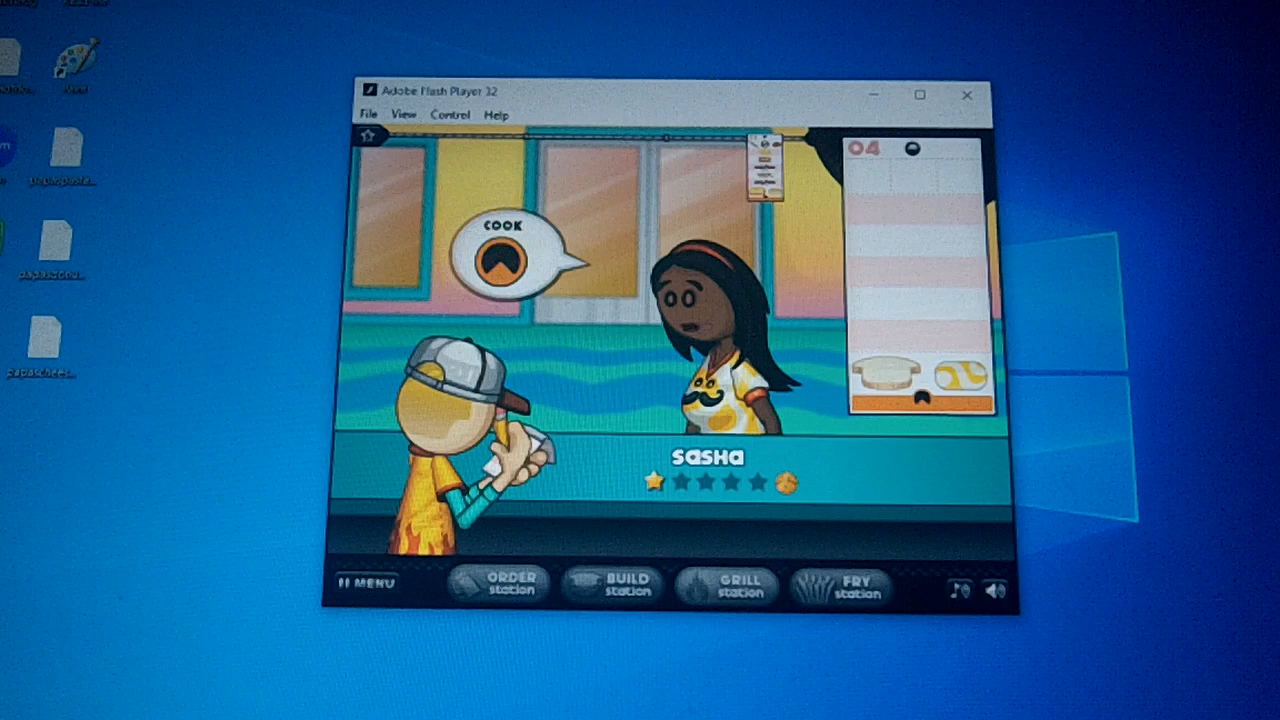 Adobe Flash Player 32
File View Control Help
04
COOK
SASHA
MENU
ORDER station
BUILD station
GRILL station
FRY station